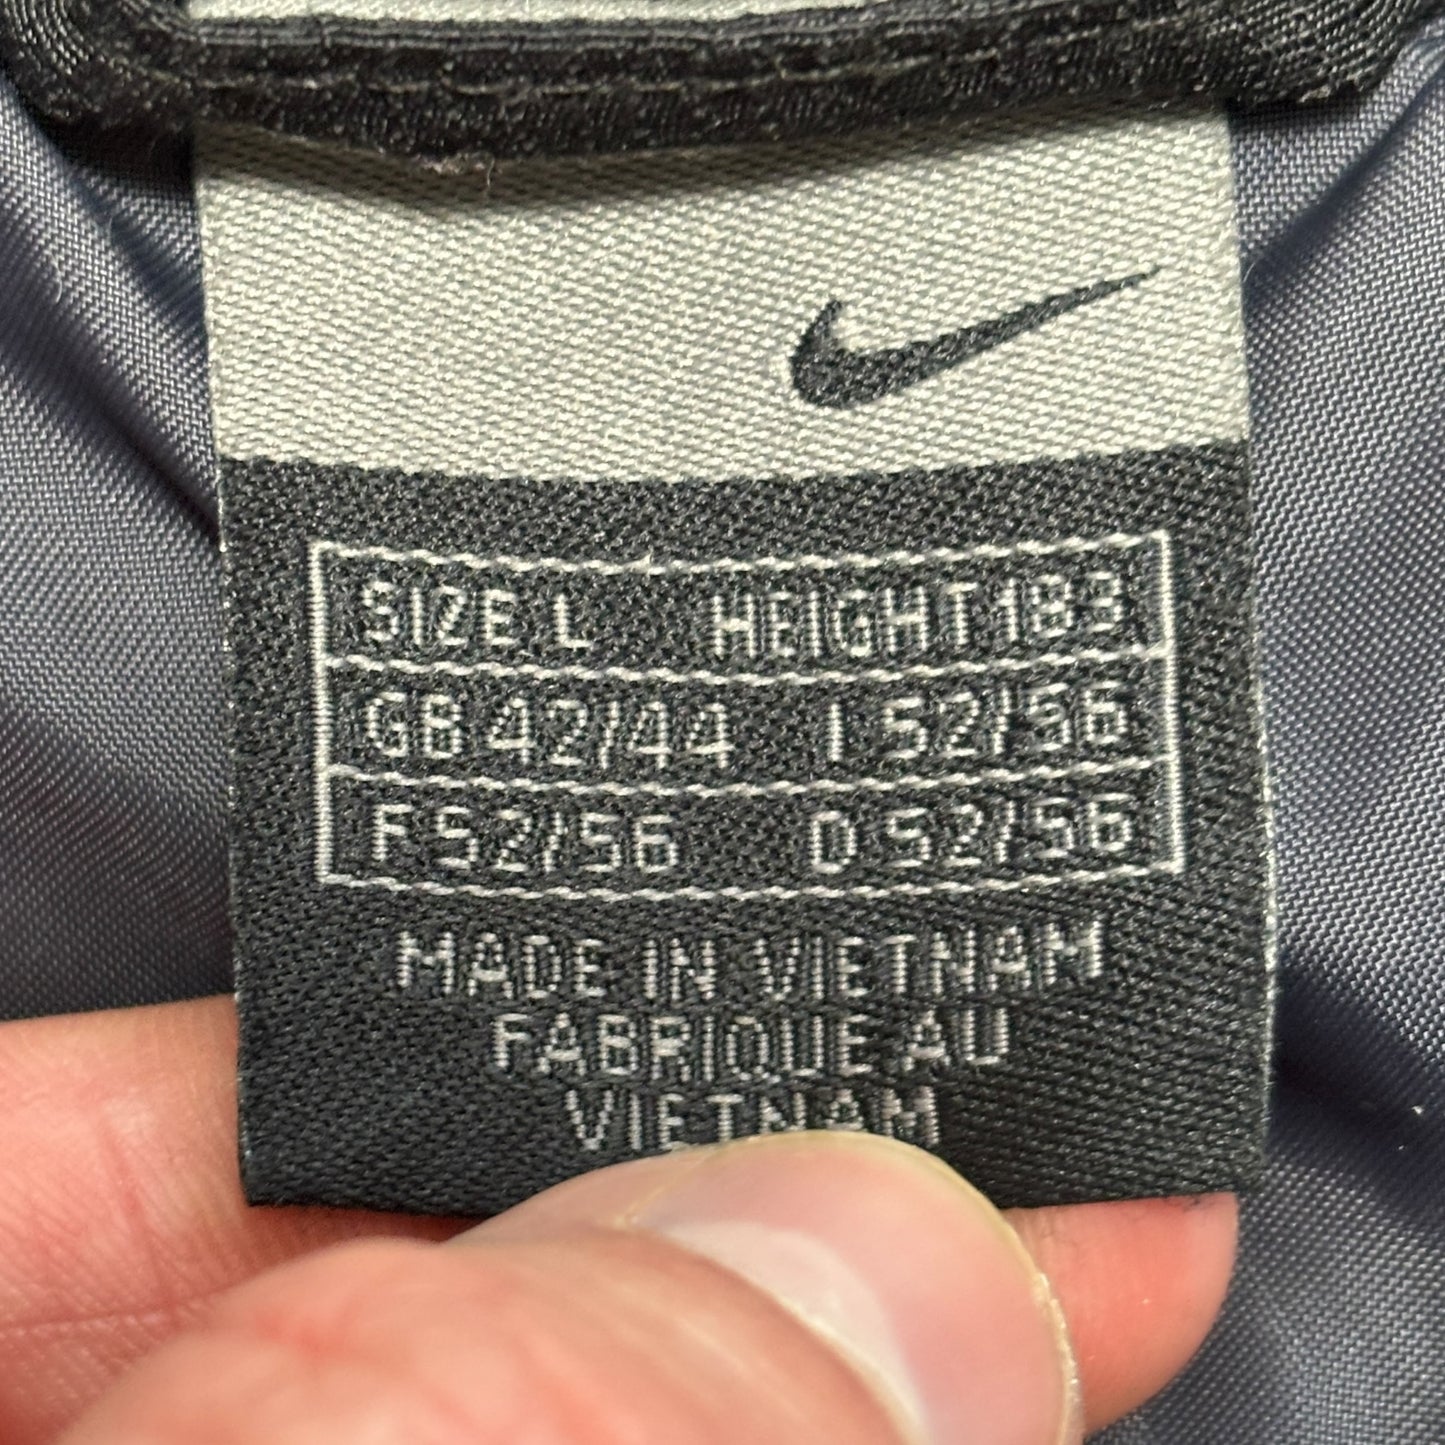 SIZE L HEIGHT 183
GB 42/44 I 52/56
F 52/56 D 52/56
MADE IN VIETNAM
FABRIQUE AU
VIETNAM